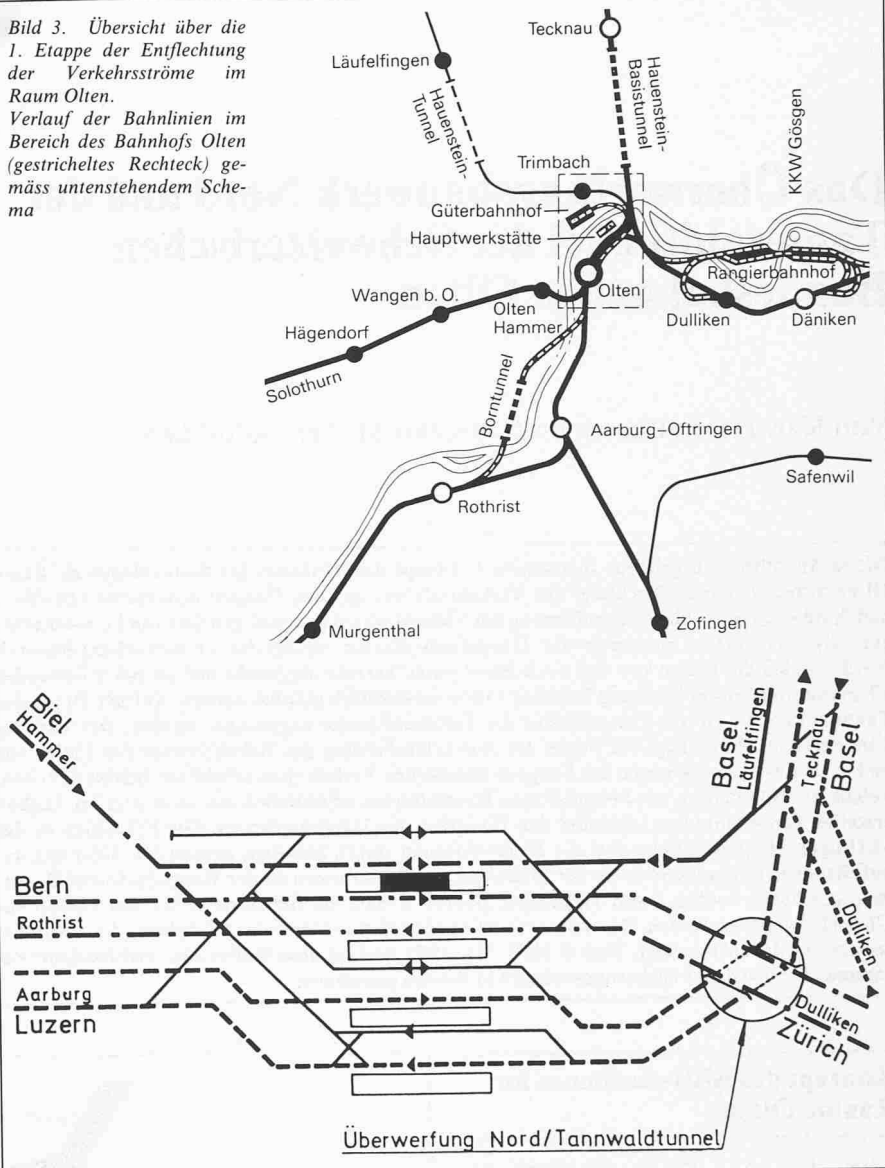 Bild 3. Übersicht über die
1. Etappe der Entflechtung
der Verkehrsströme im
Raum Olten.
Verlauf der Bahnlinien im
Bereich des Bahnhofs Olten
(gestricheltes Rechteck) ge-
mäss untenstehendem Sche-
ma
Tecknau
Läufelfingen
Hauenstein-
Tunnel
Hauenstein-
Basistunnel
KKW Gösgen
Trimbach
Güterbahnhof
Hauptwerkstätte
Rangierbahnhof
Olten
Wangen b. O.
Olten
Hammer
Dulliken
Däniken
Hägendorf
Solothurn
Borntunnel
Aarburg-Oftringen
Safenwil
Rothrist
Murgenthal
Zofingen
Biel
Hammer
Basel
Läufelfingen
Tecknau
Basel
Bern
Rothrist
Dulliken
Aarburg
Luzern
Dulliken
Zürich
Überwerfung Nord/Tannwaldtunnel